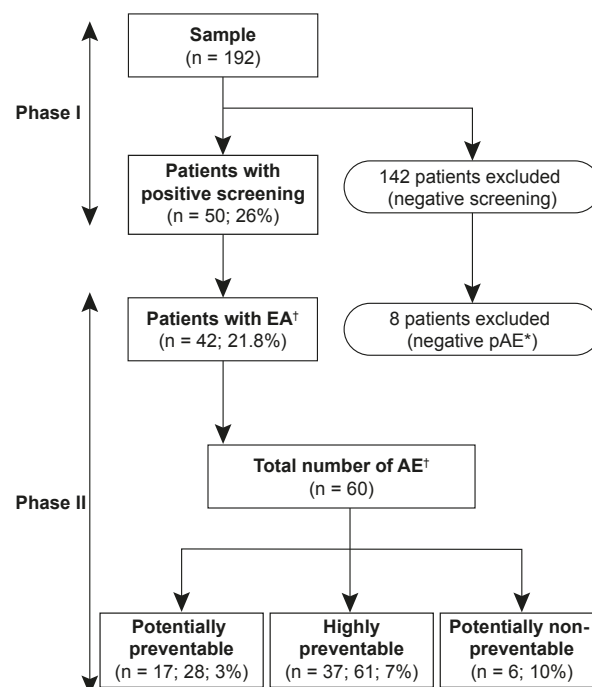 Sample
(n = 192)
Phase I
Patients with
positive screening
(n = 50; 26%)
142 patients excluded
(negative screening)
Patients with EA†
(n = 42; 21.8%)
8 patients excluded
(negative pAE*)
Total number of AE†
(n = 60)
Phase II
Potentially
preventable
(n = 17; 28; 3%)
Highly
preventable
(n = 37; 61; 7%)
Potentially non-
preventable
(n = 6; 10%)